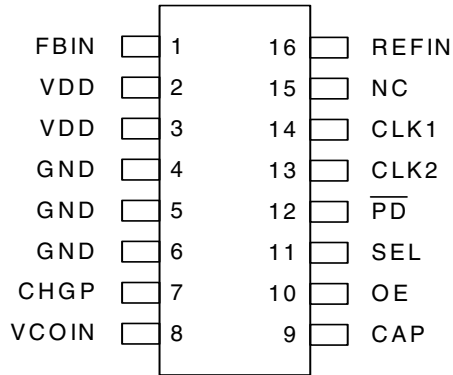 FBIN 1 16 REFIN
VDD 2 15 NC
VDD 3 14 CLK1
GND 4 13 CLK2
GND 5 12 P̅D̅
GND 6 11 SEL
CHGP 7 10 OE
VCOIN 8 9 CAP